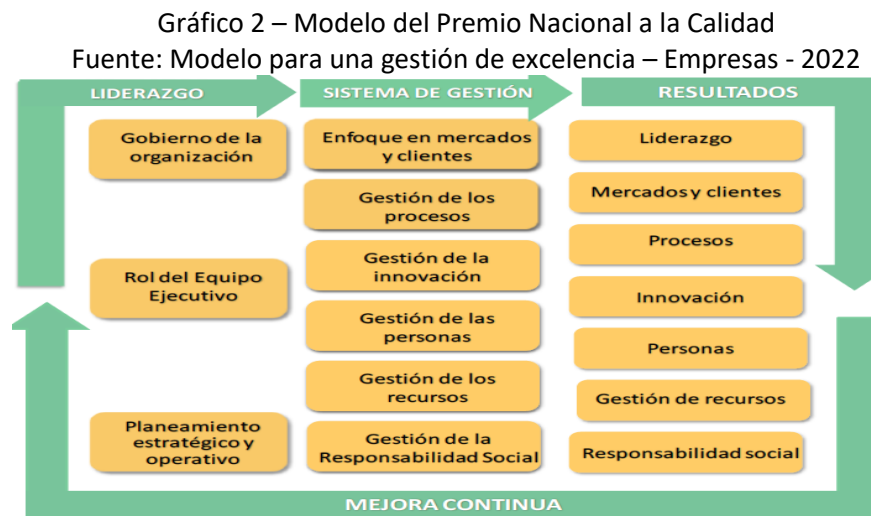 Gráfico 2 – Modelo del Premio Nacional a la Calidad
Fuente: Modelo para una gestión de excelencia – Empresas - 2022
LIDERAZGO
SISTEMA DE GESTIÓN
RESULTADOS
Gobierno de la
organización
Rol del Equipo
Ejecutivo
Planeamiento
estratégico y
operativo
Enfoque en mercados
y clientes
Gestión de los
procesos
Gestión de la
innovación
Gestión de las
personas
Gestión de los
recursos
Gestión de la
Responsabilidad Social
Liderazgo
Mercados y clientes
Procesos
Innovación
Personas
Gestión de recursos
Responsabilidad social
MEJORA CONTINUA